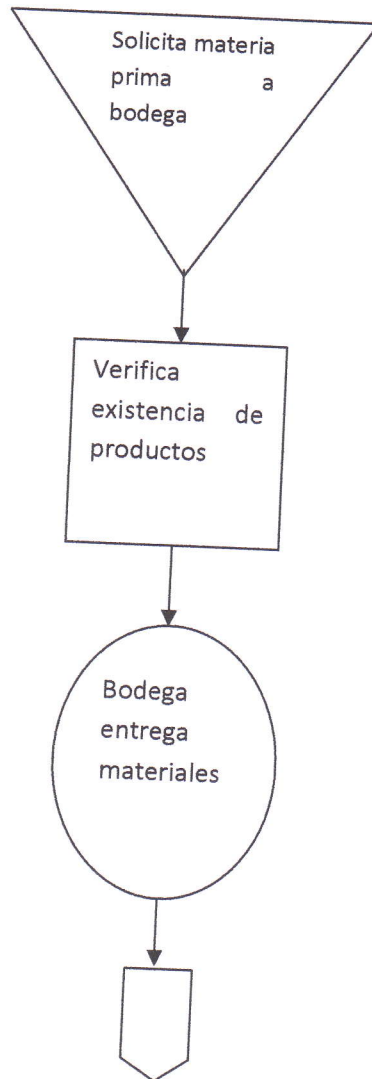 Solicita materia
prima a
bodega
Verifica
existencia de
productos
Bodega
entrega
materiales